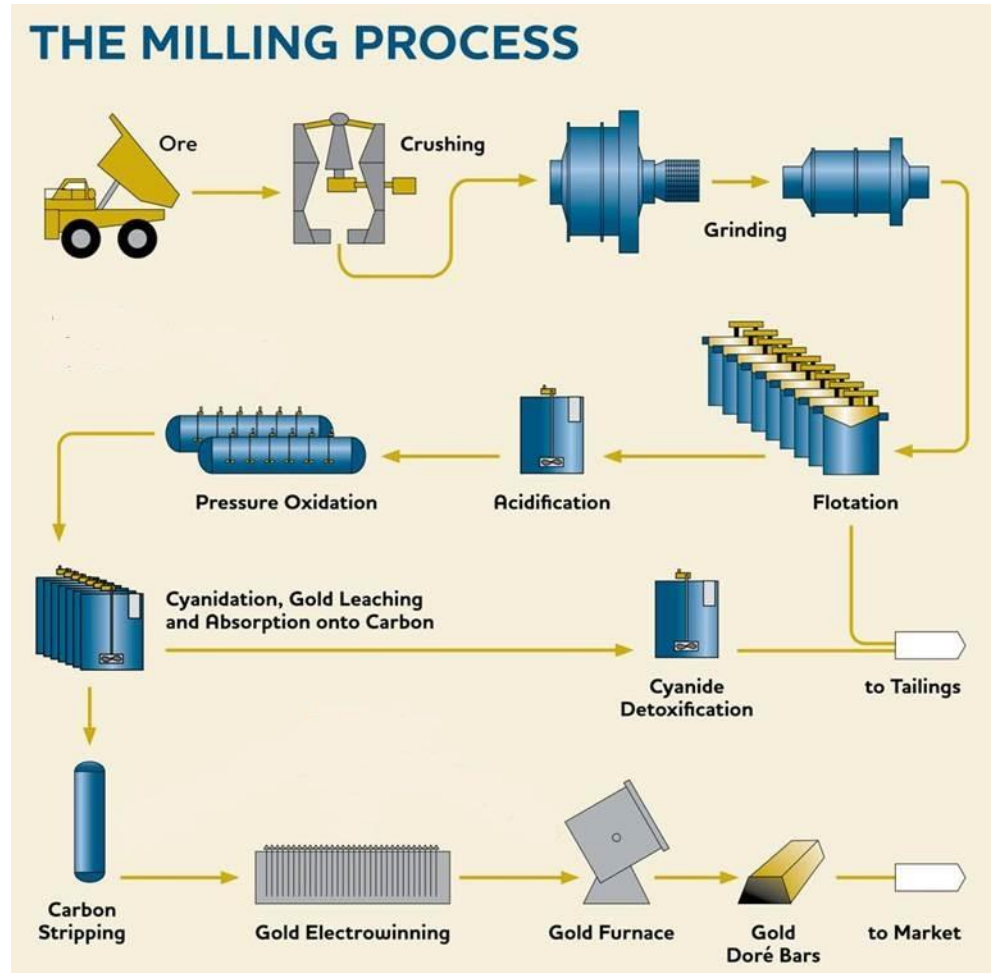 THE MILLING PROCESS
Ore
Crushing
Grinding
Pressure Oxidation
Acidification
Flotation
Cyanidation, Gold Leaching
and Absorption onto Carbon
Cyanide
Detoxification
to Tailings
Carbon
Stripping
Gold Electrowinning
Gold Furnace
Gold
Doré Bars
to Market